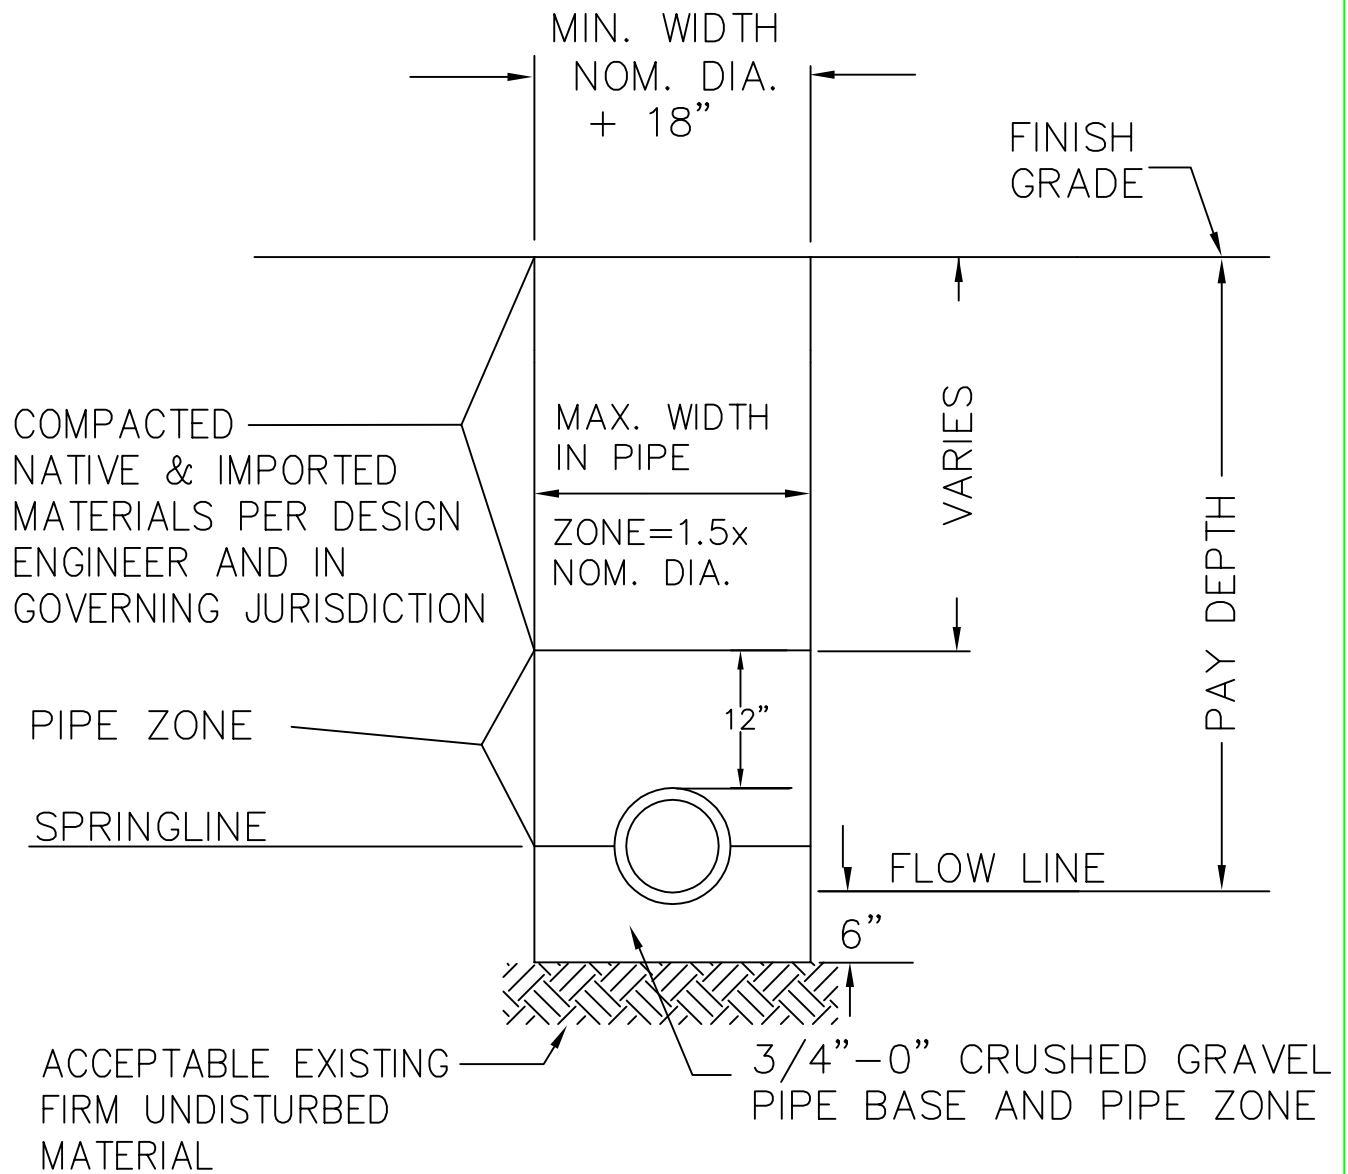 MIN. WIDTH
NOM. DIA.
+ 18"
FINISH
GRADE
COMPACTED
NATIVE & IMPORTED
MATERIALS PER DESIGN
ENGINEER AND IN
GOVERNING JURISDICTION
MAX. WIDTH
IN PIPE
ZONE=1.5x
NOM. DIA.
VARIES
PAY DEPTH
PIPE ZONE
12"
SPRINGLINE
FLOW LINE
6"
ACCEPTABLE EXISTING
FIRM UNDISTURBED
MATERIAL
3/4"-0" CRUSHED GRAVEL
PIPE BASE AND PIPE ZONE